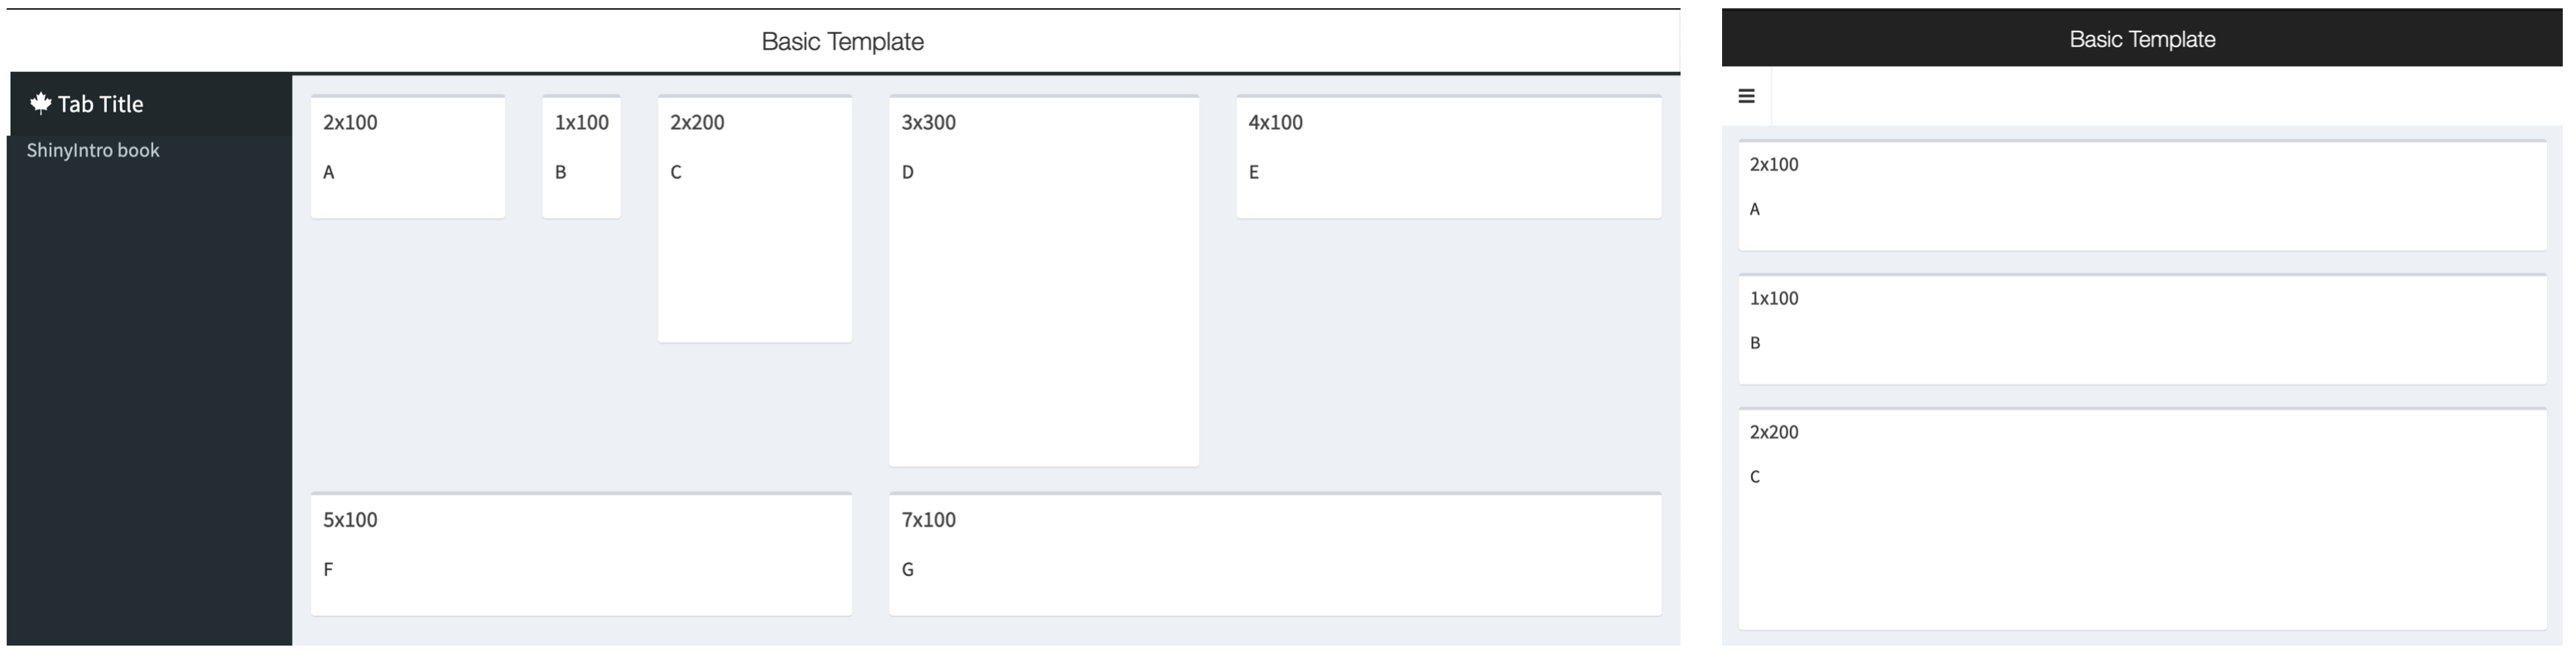 Basic Template
Tab Title
ShinyIntro book
2x100
A
1x100
B
2x200
C
3x300
D
4x100
E
5x100
F
7x100
G
Basic Template
2x100
A
1x100
B
2x200
C